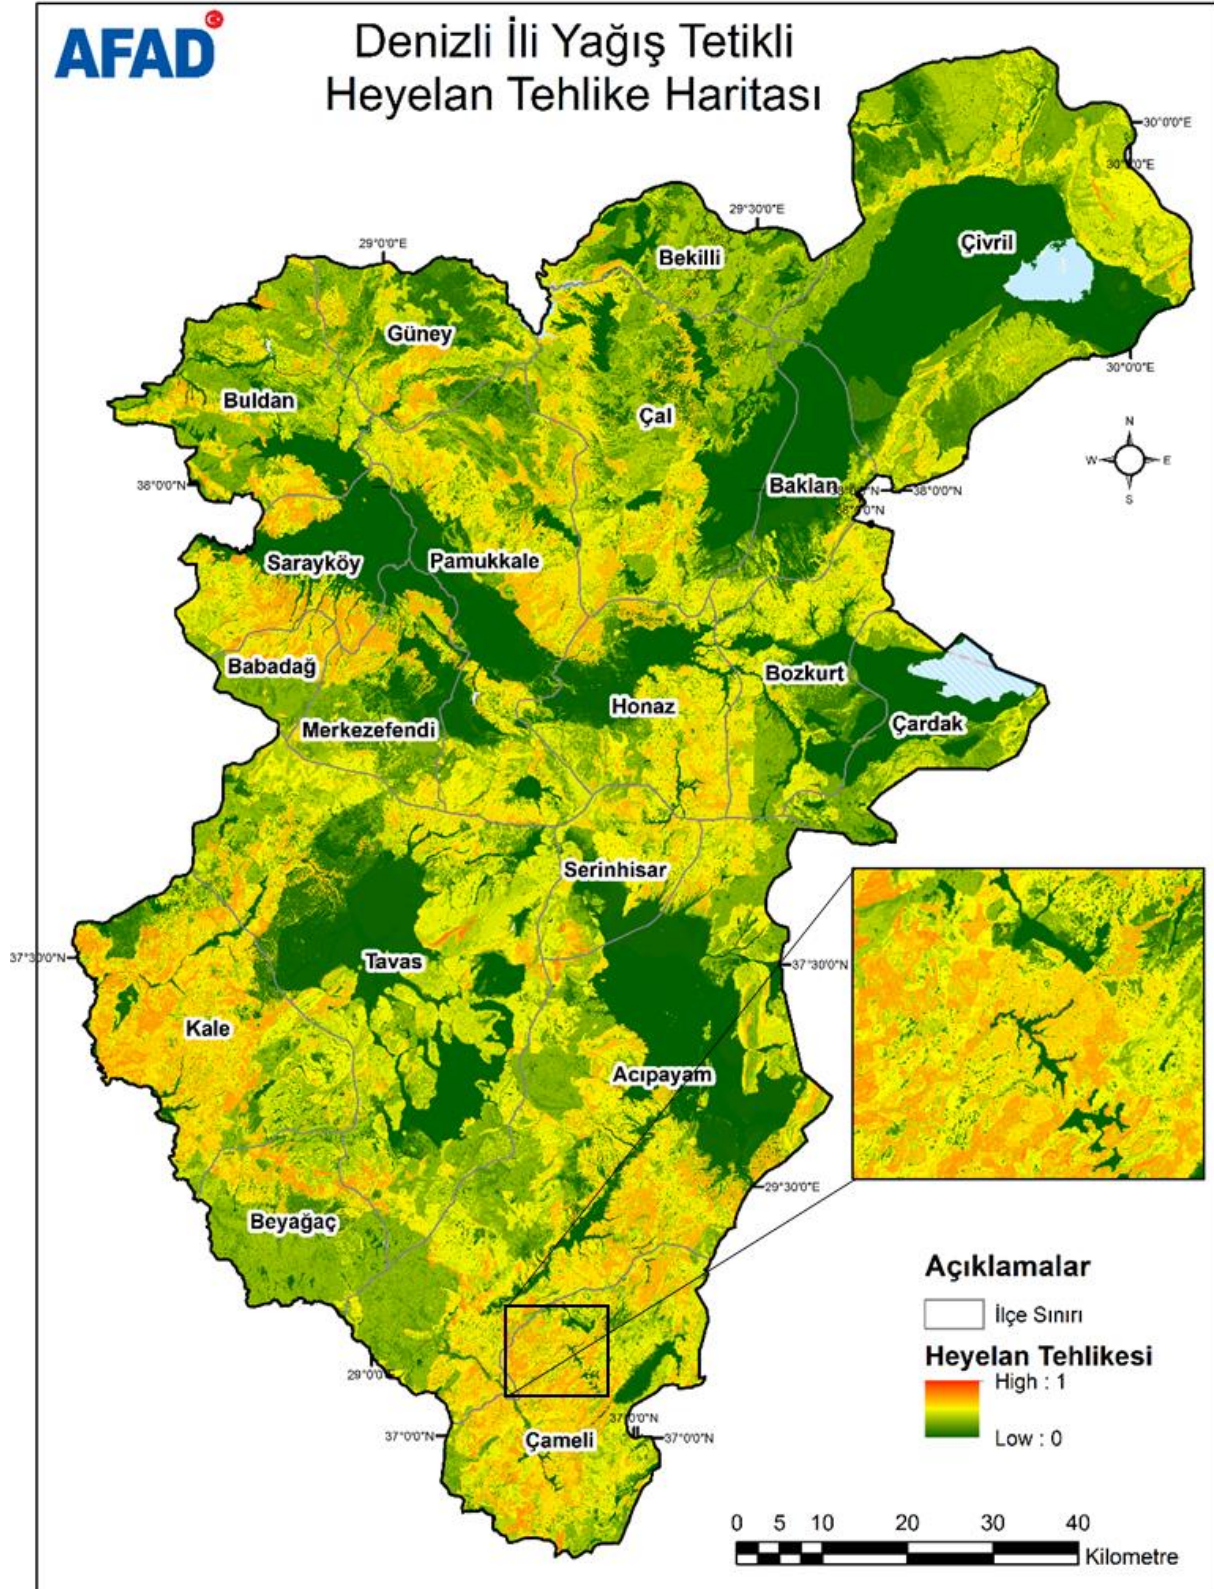 AFAD
Denizli İli Yağış Tetikli
Heyelan Tehlike Haritası
30°0'0"E
29°30'0"E
Çivril
Bekilli
29°0'0"E
Güney
30°0'0"E
Buldan
Çal
N
W E
S
38°0'0"N
Baklan
38°0'0"N
Sarayköy
Pamukkale
Babadağ
Bozkurt
Honaz
Merkezefendi
Çardak
Serinhisar
37°30'0"N
Tavas
37°30'0"N
Kale
Acıpayam
29°30'0"E
Beyağaç
Açıklamalar
İlçe Sınırı
Heyelan Tehlikesi
High : 1
Low : 0
37°0'0"N
Çameli
37°0'0"N
0 5 10 20 30 40
Kilometre